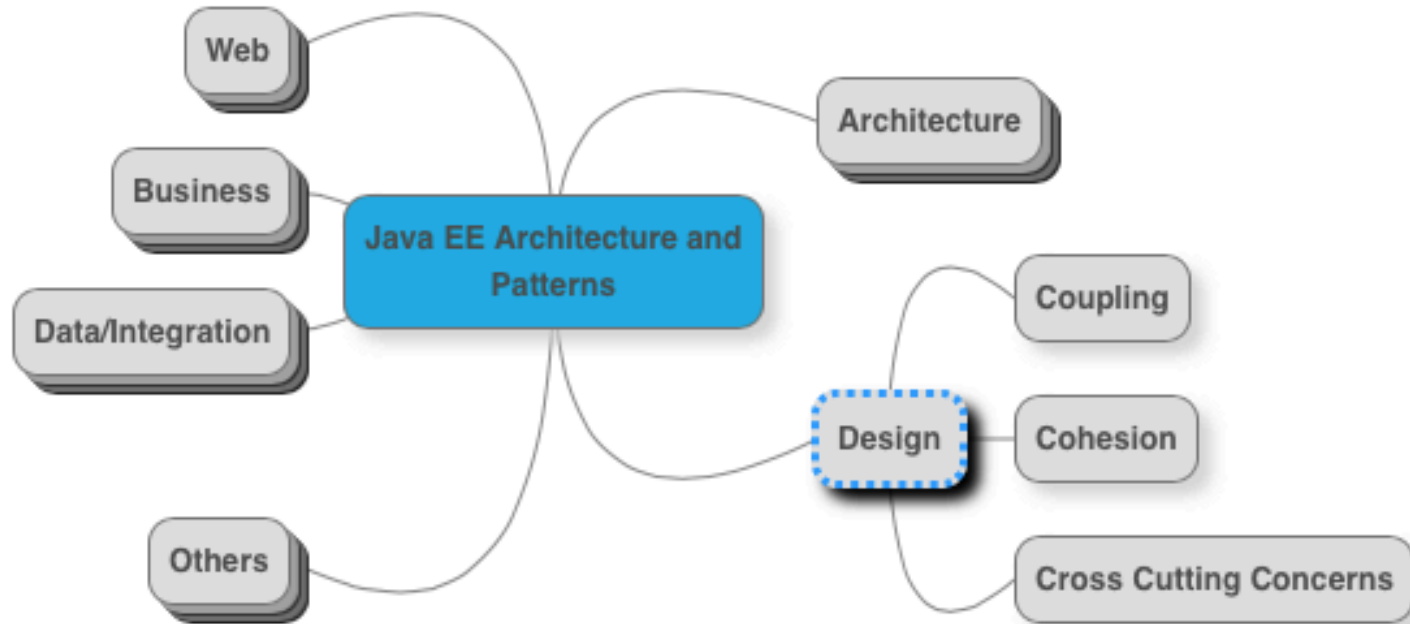 Web
Architecture
Business
Java EE Architecture and
Patterns
Data/Integration
Coupling
Design
Cohesion
Others
Cross Cutting Concerns